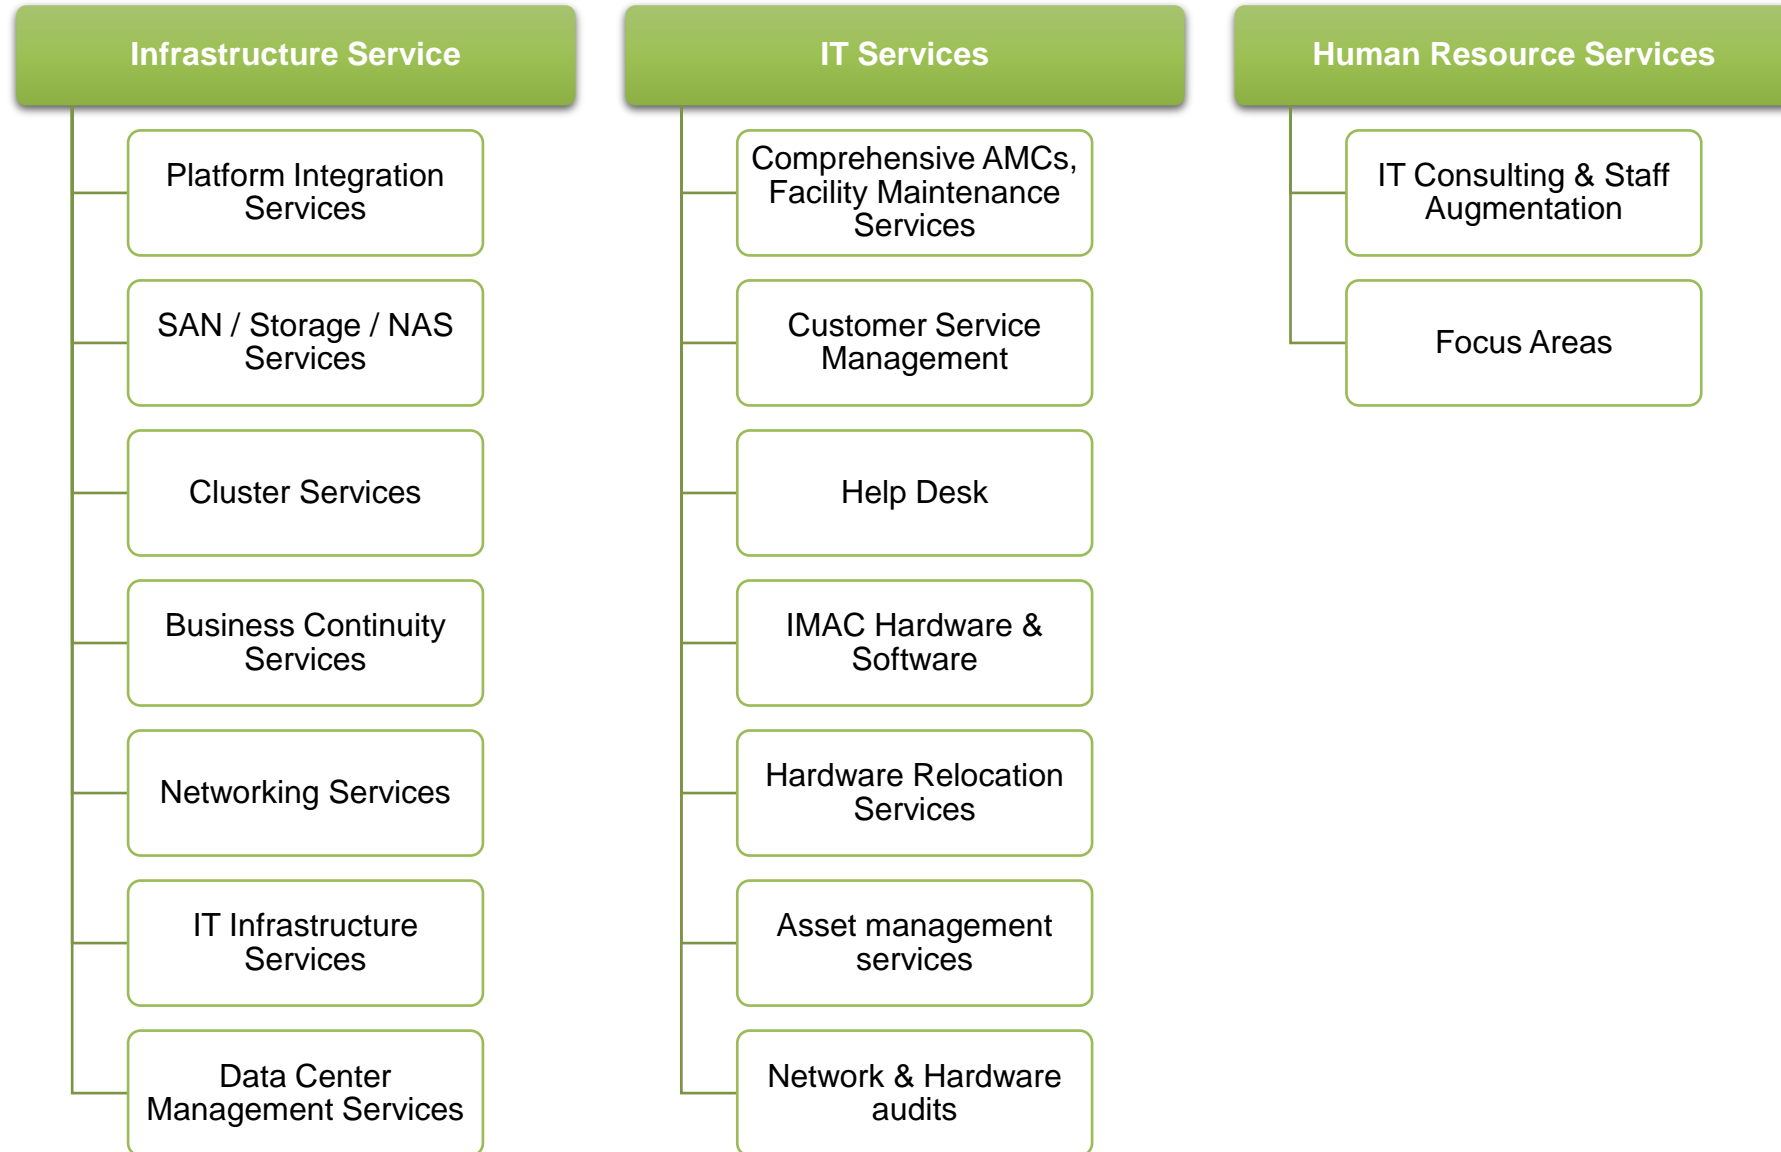 Infrastructure Service
Platform Integration
Services
SAN / Storage / NAS
Services
Cluster Services
Business Continuity
Services
Networking Services
IT Infrastructure
Services
Data Center
Management Services
IT Services
Comprehensive AMCs,
Facility Maintenance
Services
Customer Service
Management
Help Desk
IMAC Hardware &
Software
Hardware Relocation
Services
Asset management
services
Network & Hardware
audits
Human Resource Services
IT Consulting & Staff
Augmentation
Focus Areas